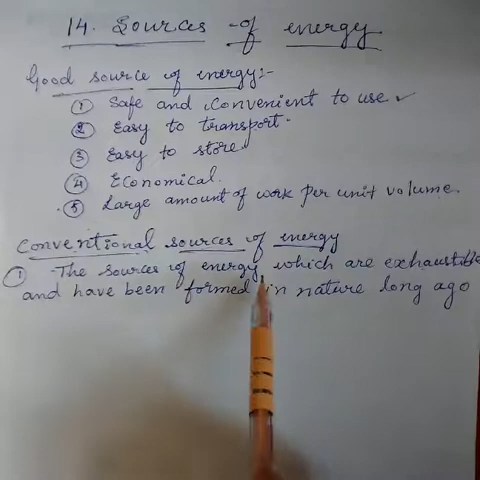 14. Sources of energy
Good source of energy:-
① Safe and convenient to use ✓
② Easy to transport.
③ Easy to store
④ Economical.
⑤ Large amount of work per unit volume.
Conventional sources of energy
① The sources of energy which are exhaustible
and have been formed in nature long ago